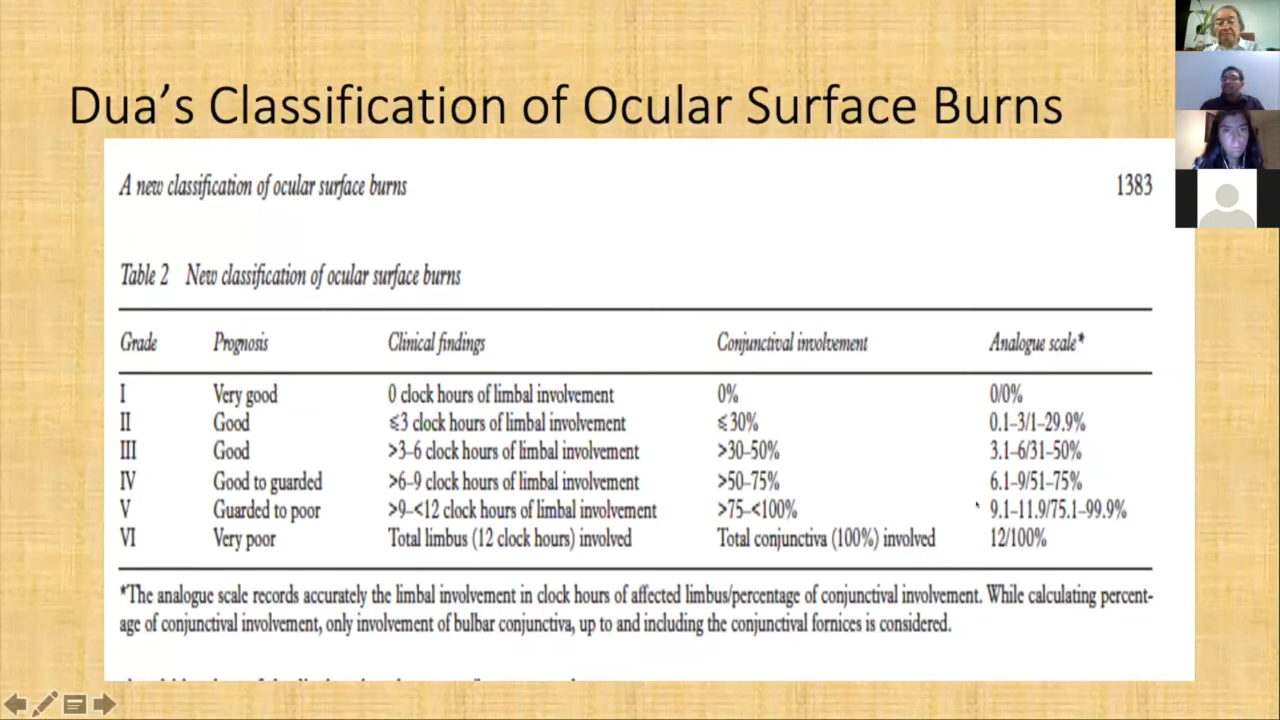 Dua's Classification of Ocular Surface Burns
A new classification of ocular surface burns 1383
Table 2 New classification of ocular surface burns
Grade Prognosis Clinical findings Conjunctival involvement Analogue scale*
I Very good 0 clock hours of limbal involvement 0% 0/0%
II Good ≤3 clock hours of limbal involvement ≤30% 0.1–3/1–29.9%
III Good >3–6 clock hours of limbal involvement >30–50% 3.1–6/31–50%
IV Good to guarded >6–9 clock hours of limbal involvement >50–75% 6.1–9/51–75%
V Guarded to poor >9–<12 clock hours of limbal involvement >75–<100% 9.1–11.9/75.1–99.9%
VI Very poor Total limbus (12 clock hours) involved Total conjunctiva (100%) involved 12/100%
*The analogue scale records accurately the limbal involvement in clock hours of affected limbus/percentage of conjunctival involvement. While calculating percent-
age of conjunctival involvement, only involvement of bulbar conjunctiva, up to and including the conjunctival fornices is considered.